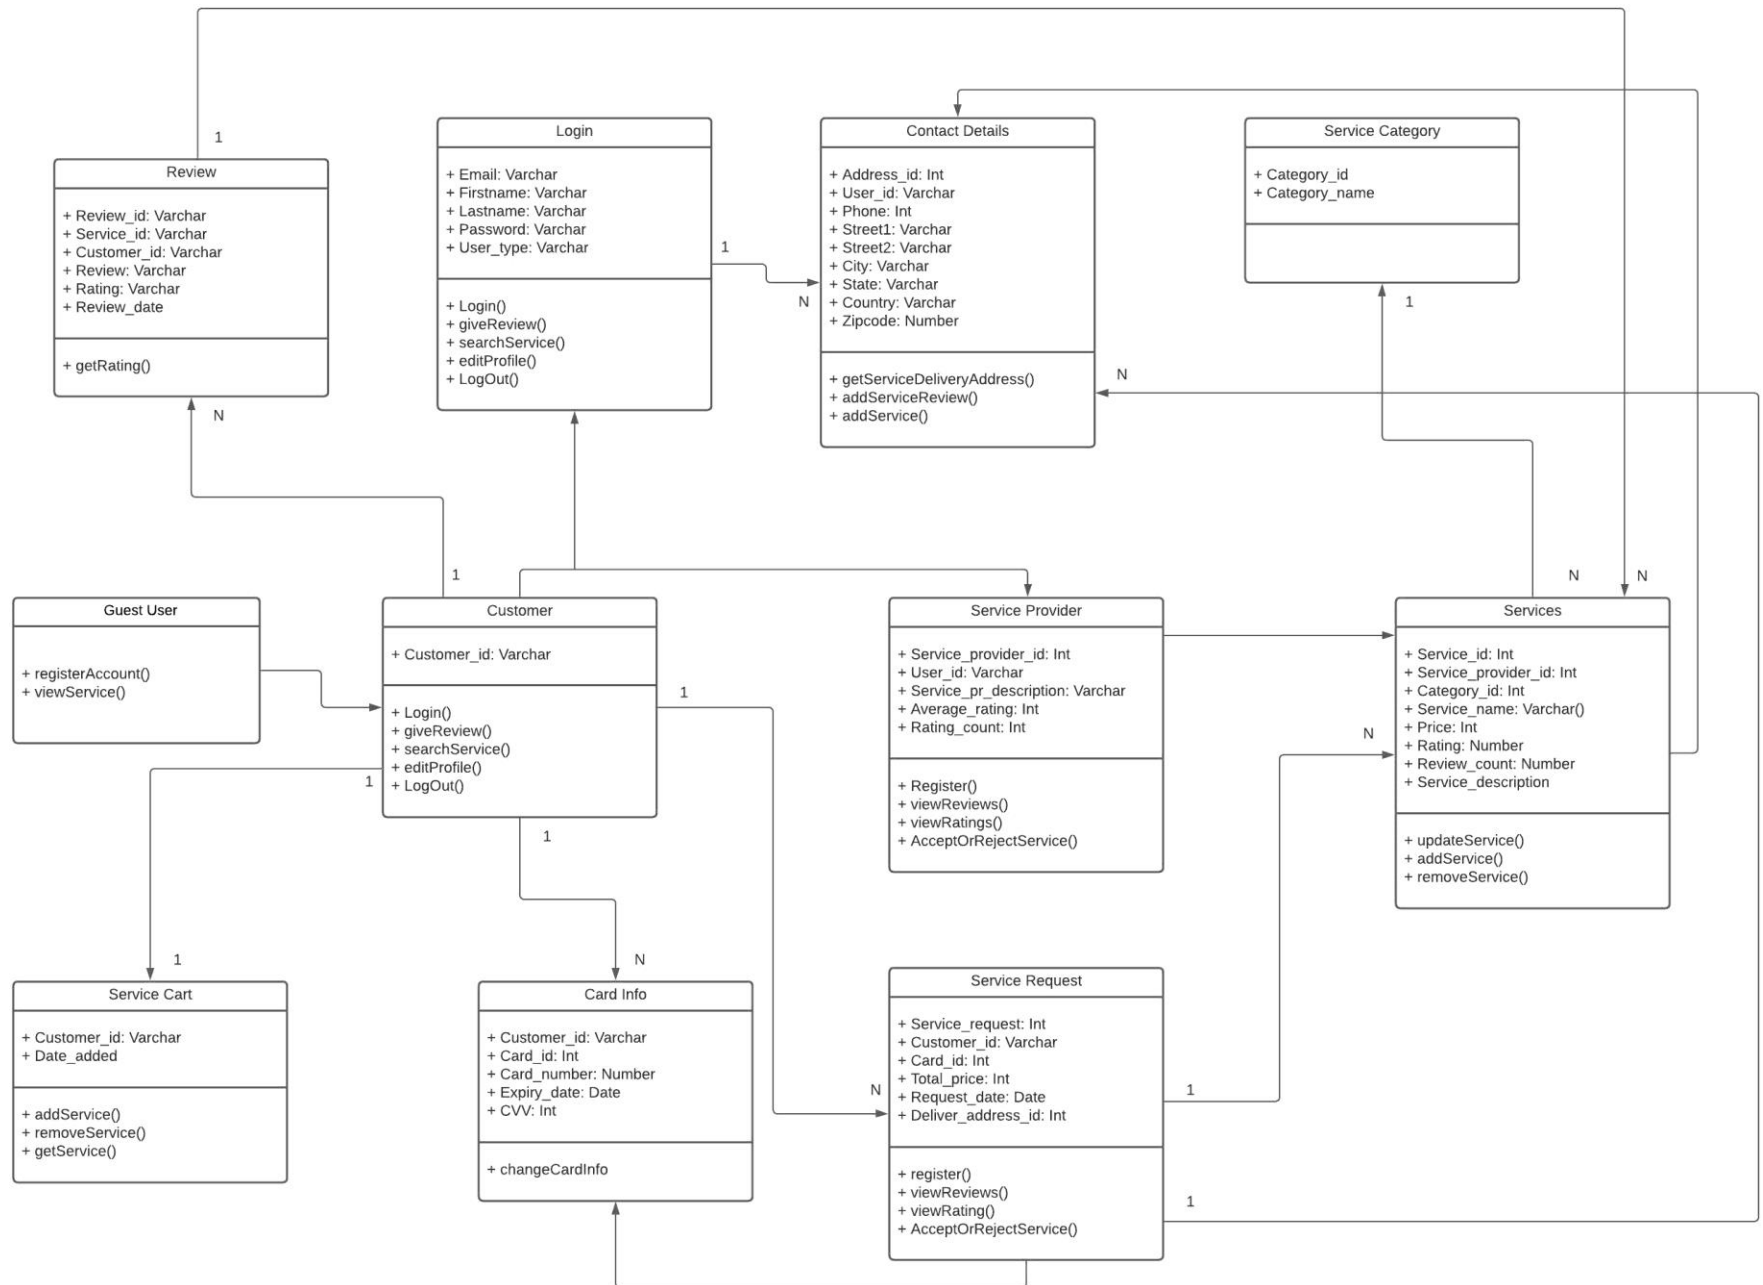 1
Review
+ Review_id: Varchar
+ Service_id: Varchar
+ Customer_id: Varchar
+ Review: Varchar
+ Rating: Varchar
+ Review_date
+ getRating()
N
Login
+ Email: Varchar
+ Firstname: Varchar
+ Lastname: Varchar
+ Password: Varchar
+ User_type: Varchar
+ Login()
+ giveReview()
+ searchService()
+ editProfile()
+ LogOut()
1
N
Contact Details
+ Address_id: Int
+ User_id: Varchar
+ Phone: Int
+ Street1: Varchar
+ Street2: Varchar
+ City: Varchar
+ State: Varchar
+ Country: Varchar
+ Zipcode: Number
+ getServiceDeliveryAddress()
+ addServiceReview()
+ addService()
N
Service Category
+ Category_id
+ Category_name
1
Guest User
+ registerAccount()
+ viewService()
1
Customer
+ Customer_id: Varchar
+ Login()
+ giveReview()
+ searchService()
+ editProfile()
+ LogOut()
1
1
1
Service Provider
+ Service_provider_id: Int
+ User_id: Varchar
+ Service_pr_description: Varchar
+ Average_rating: Int
+ Rating_count: Int
+ Register()
+ viewReviews()
+ viewRatings()
+ AcceptOrRejectService()
N
N
N
Services
+ Service_id: Int
+ Service_provider_id: Int
+ Category_id: Int
+ Service_name: Varchar()
+ Price: Int
+ Rating: Number
+ Review_count: Number
+ Service_description
+ updateService()
+ addService()
+ removeService()
1
Service Cart
+ Customer_id: Varchar
+ Date_added
+ addService()
+ removeService()
+ getService()
N
Card Info
+ Customer_id: Varchar
+ Card_id: Int
+ Card_number: Number
+ Expiry_date: Date
+ CVV: Int
+ changeCardInfo
N
Service Request
+ Service_request: Int
+ Customer_id: Varchar
+ Card_id: Int
+ Total_price: Int
+ Request_date: Date
+ Deliver_address_id: Int
+ register()
+ viewReviews()
+ viewRating()
+ AcceptOrRejectService()
1
1